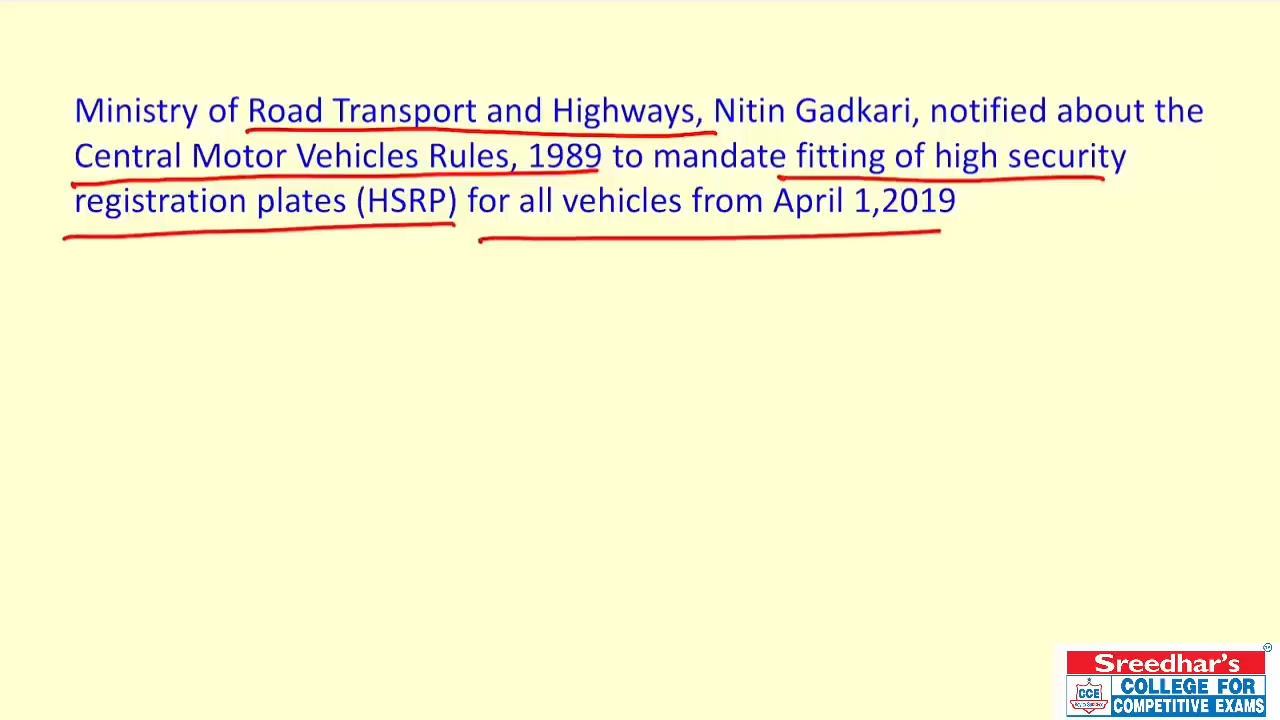 Ministry of Road Transport and Highways, Nitin Gadkari, notified about the
Central Motor Vehicles Rules, 1989 to mandate fitting of high security
registration plates (HSRP) for all vehicles from April 1,2019
Sreedhar's
CCE
COLLEGE FOR
COMPETITIVE EXAMS